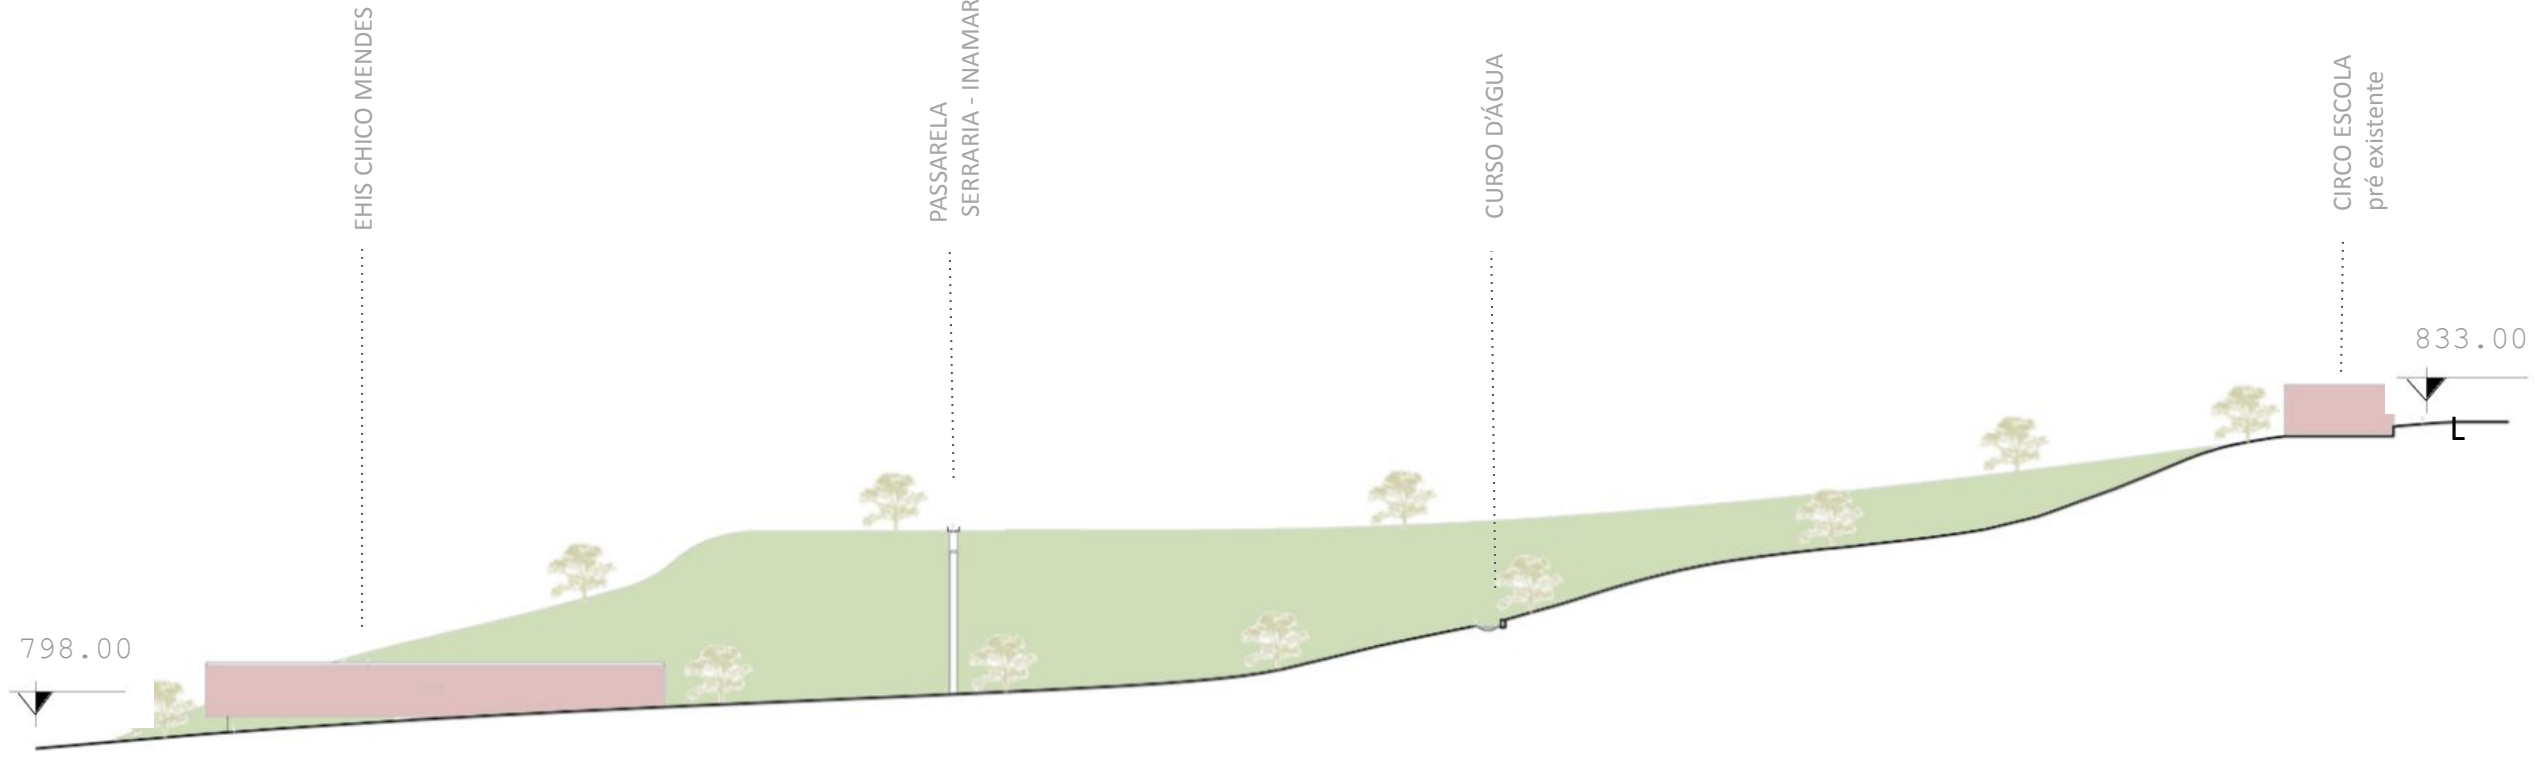 EHIS CHICO MENDES
PASSARELA
SERRARIA - INAMAR
CURSO D'ÁGUA
CIRCO ESCOLA
pré existente
833.00
L
798.00